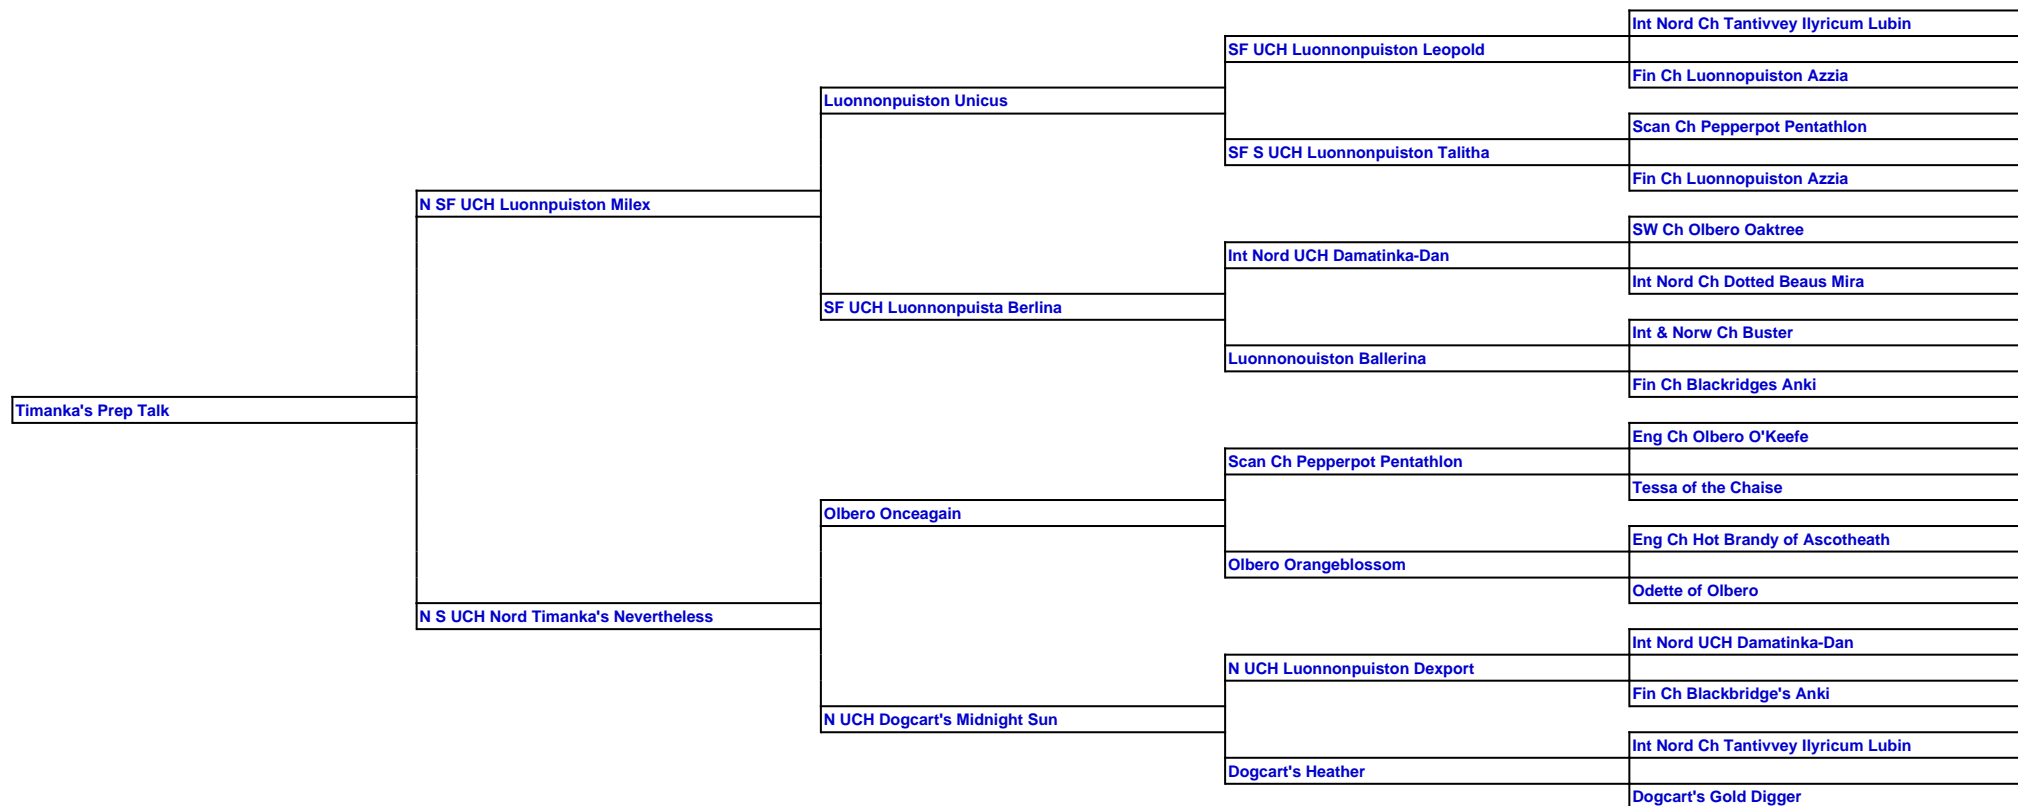 Int Nord Ch Tantivvey Ilyricum Lubin
SF UCH Luonnonpuiston Leopold
Fin Ch Luonnopuiston Azzia
Luonnonpuiston Unicus
Scan Ch Pepperpot Pentathlon
SF S UCH Luonnonpuiston Talitha
Fin Ch Luonnopuiston Azzia
N SF UCH Luonnpuiston Milex
SW Ch Olbero Oaktree
Int Nord UCH Damatinka-Dan
Int Nord Ch Dotted Beaus Mira
SF UCH Luonnonpuista Berlina
Int & Norw Ch Buster
Luonnonouiston Ballerina
Fin Ch Blackridges Anki
Timanka's Prep Talk
Eng Ch Olbero O'Keefe
Scan Ch Pepperpot Pentathlon
Tessa of the Chaise
Olbero Onceagain
Eng Ch Hot Brandy of Ascotheath
Olbero Orangeblossom
Odette of Olbero
N S UCH Nord Timanka's Nevertheless
Int Nord UCH Damatinka-Dan
N UCH Luonnonpuiston Dexport
Fin Ch Blackbridge's Anki
N UCH Dogcart's Midnight Sun
Int Nord Ch Tantivvey Ilyricum Lubin
Dogcart's Heather
Dogcart's Gold Digger